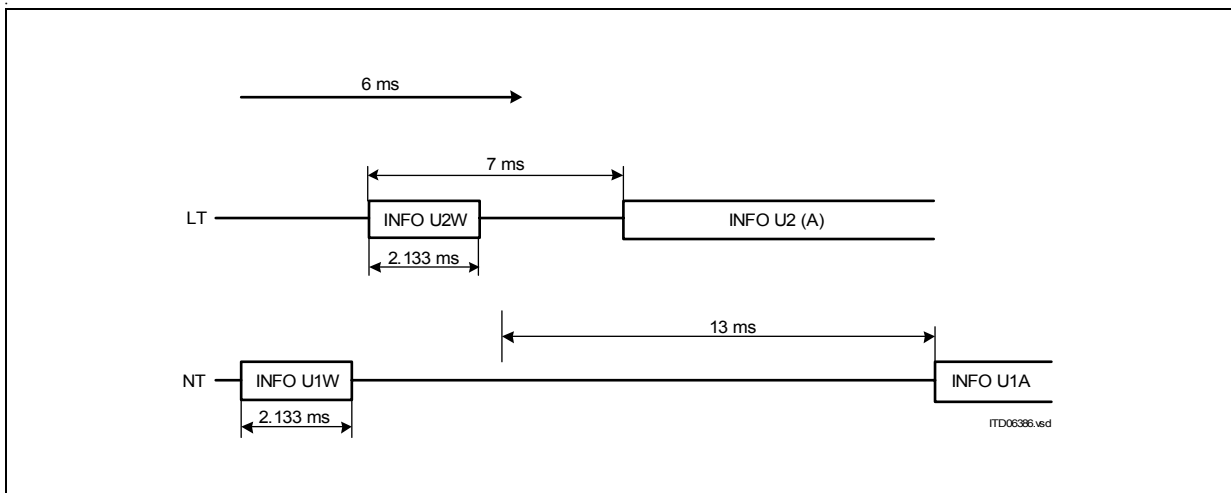 6 ms
7 ms
LT INFO U2W INFO U2 (A)
2.133 ms
13 ms
NT INFO U1W INFO U1A
2.133 ms
ITD06386.vsd